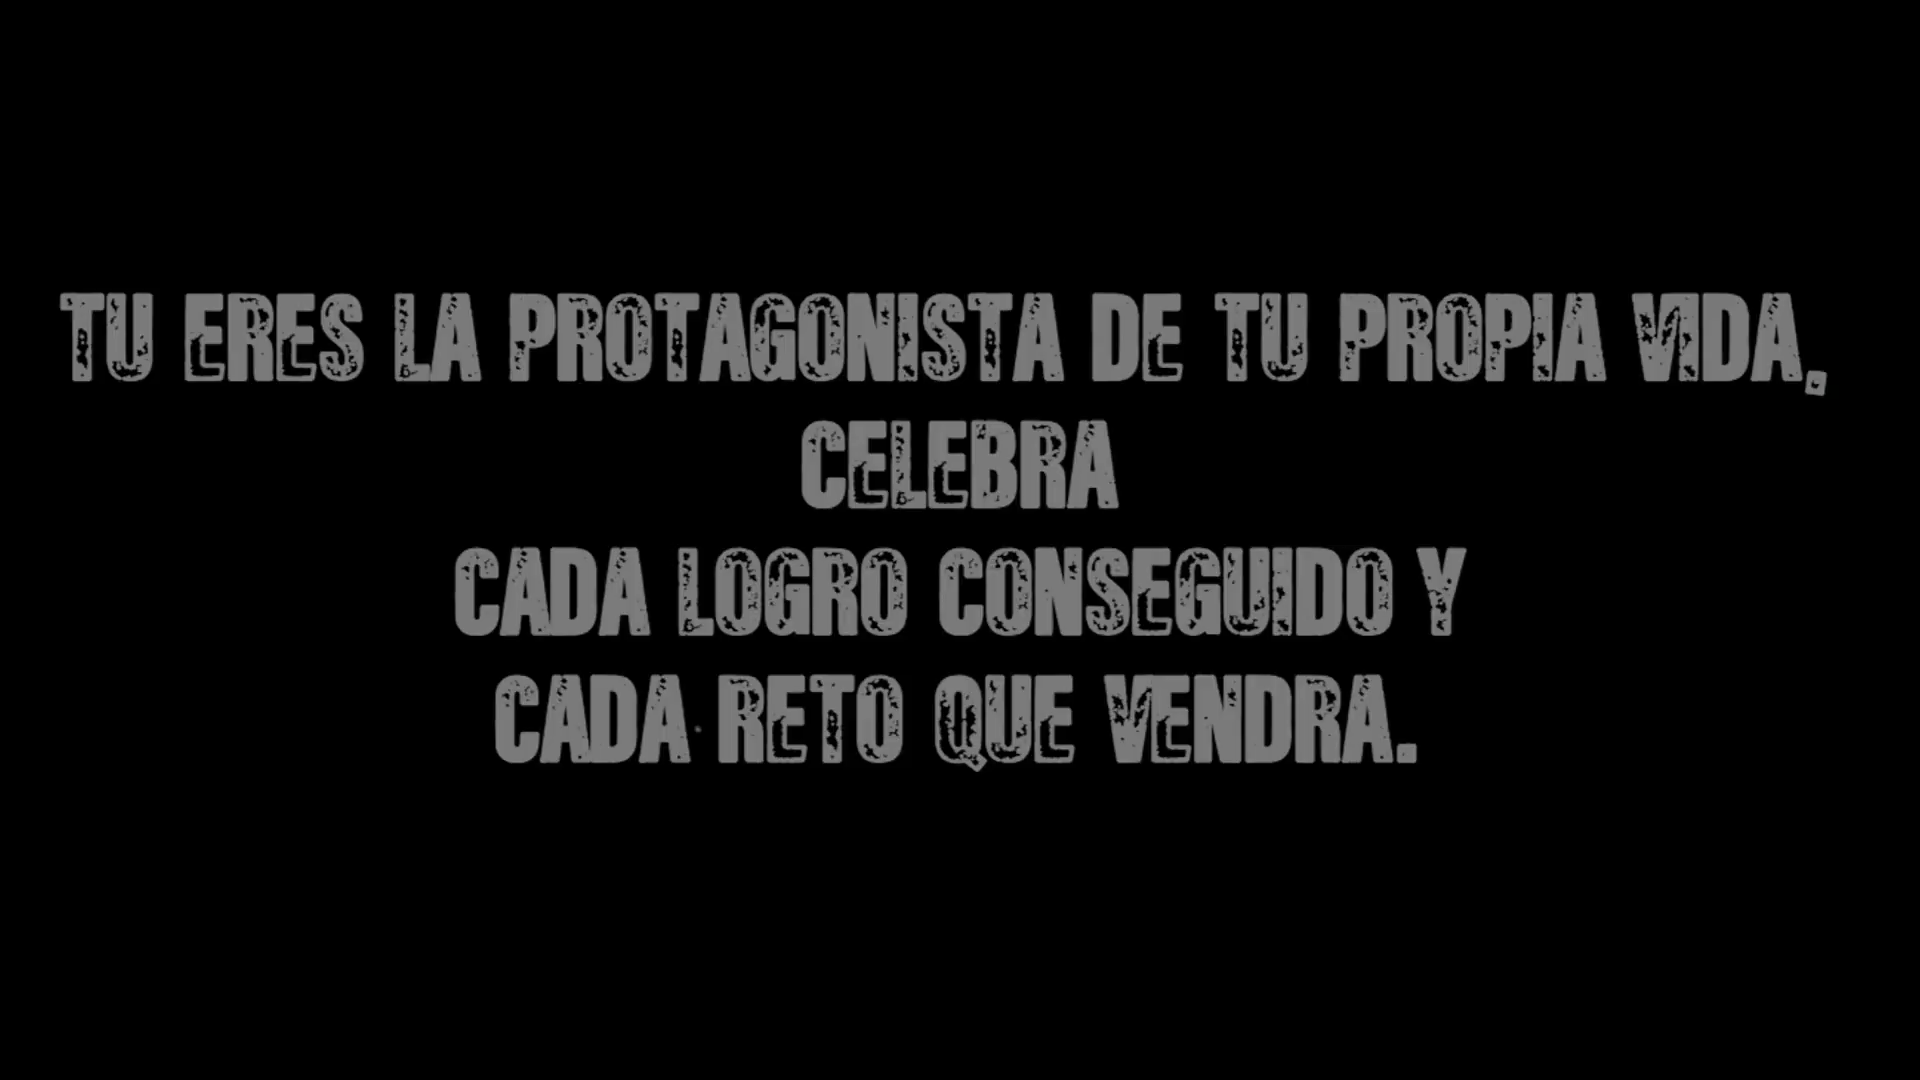 TU ERES LA PROTAGONISTA DE TU PROPIA VIDA,
CELEBRA
CADA LOGRO CONSEGUIDO Y
CADA RETO QUE VENDRA.